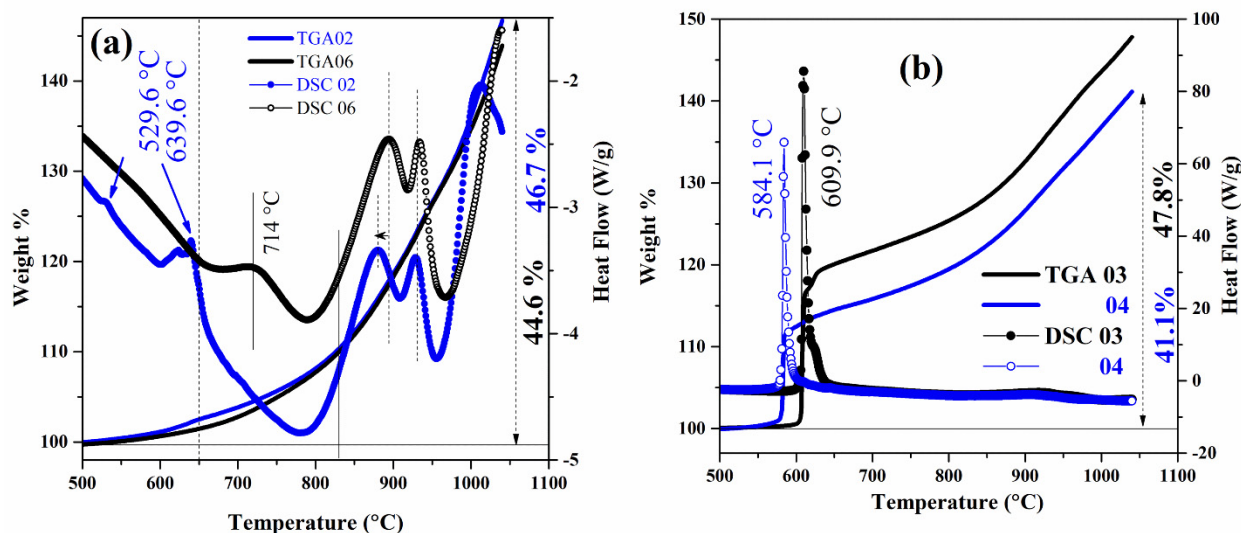 (a)
TGA02
TGA06
DSC 02
DSC 06
529.6 °C
639.6 °C
714 °C
46.7 %
44.6 %
Weight %
140
130
120
110
100
Heat Flow (W/g)
-2
-3
-4
-5
500 600 700 800 900 1000 1100
Temperature (°C)
(b)
584.1 °C
609.9 °C
TGA 03
04
DSC 03
04
47.8%
41.1%
Weight %
150
140
130
120
110
100
Heat Flow (W/g)
100
80
60
40
20
0
-20
500 600 700 800 900 1000 1100
Temperature (°C)